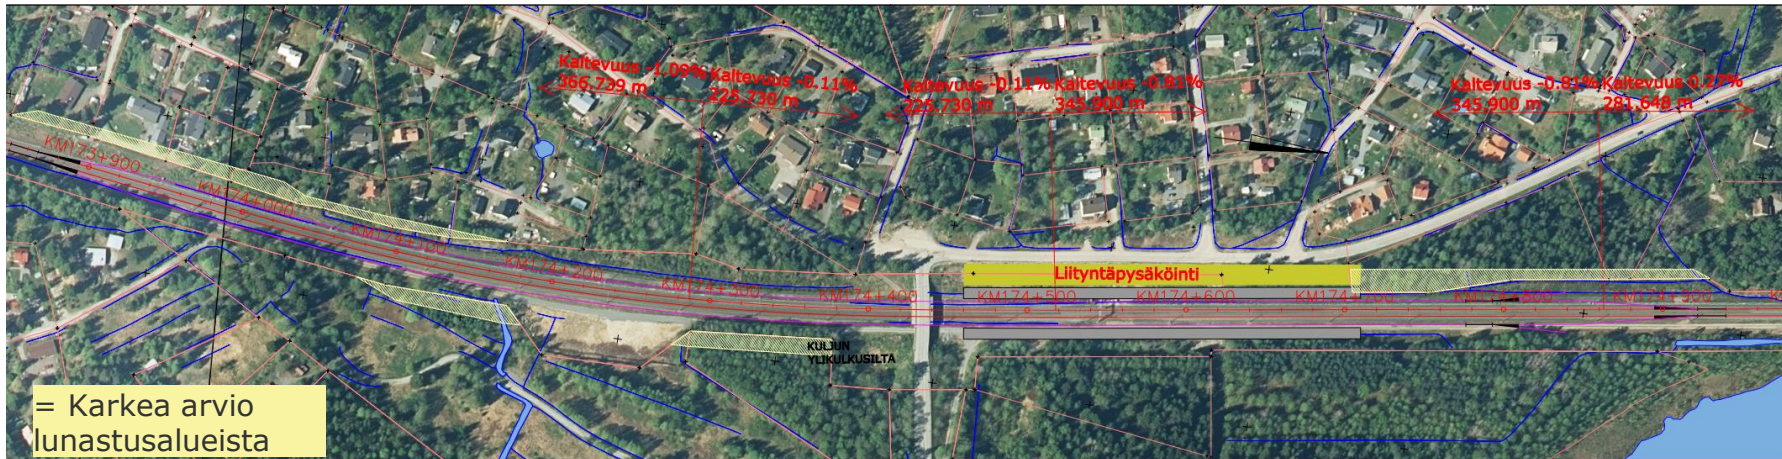 Kaltevuus -1.09%
366.739 m
Kaltevuus -0.11%
225.730 m
Kaltevuus -0.11%
225.730 m
Kaltevuus -0.81%
345.900 m
Kaltevuus -0.81%
345.900 m
Kaltevuus 0.27%
281.648 m
KM173+900
KM174+000
KM174+100
KM174+200
KM174+300
KM174+400
KM174+500
KM174+600
KM174+700
KM174+800
KM174+900
Liityntäpysäköinti
KULJUN
YLIKULKUSILTA
= Karkea arvio
lunastusalueista